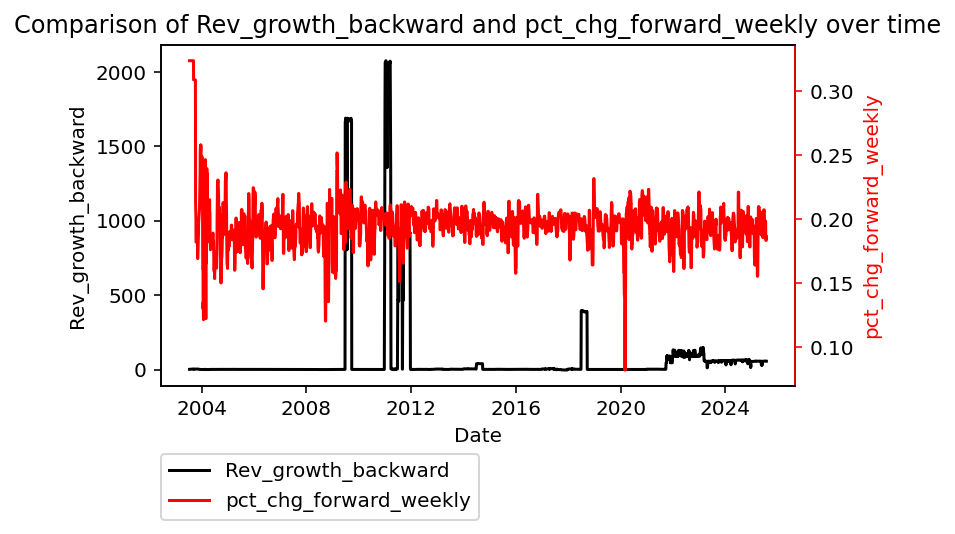 Comparison of Rev_growth_backward and pct_chg_forward_weekly over time
Rev_growth_backward
2000
1500
1000
500
0
0.30
0.25
0.20
0.15
0.10
pct_chg_forward_weekly
2004 2008 2012 2016 2020 2024
Date
Rev_growth_backward
pct_chg_forward_weekly